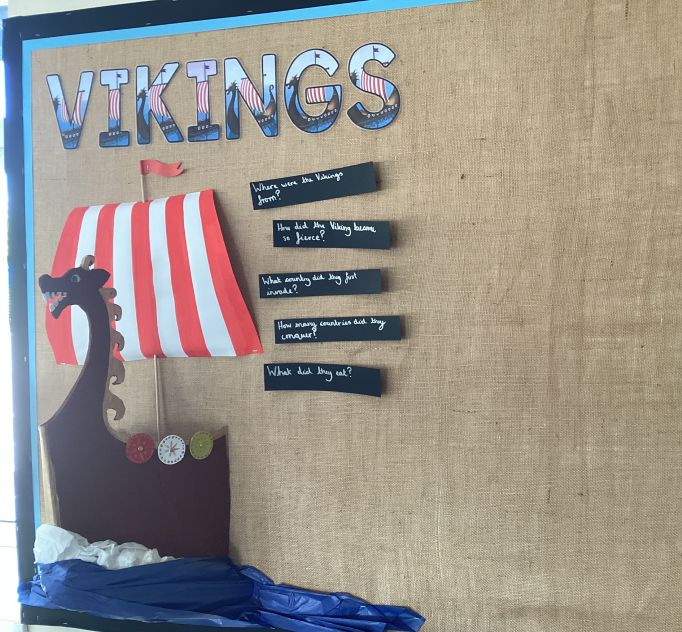 VIKINGS
Where were the Vikings
from?
How did the Viking become
so fierce?
What country did they first
invade?
How many countries did they
conquer?
What did they eat?